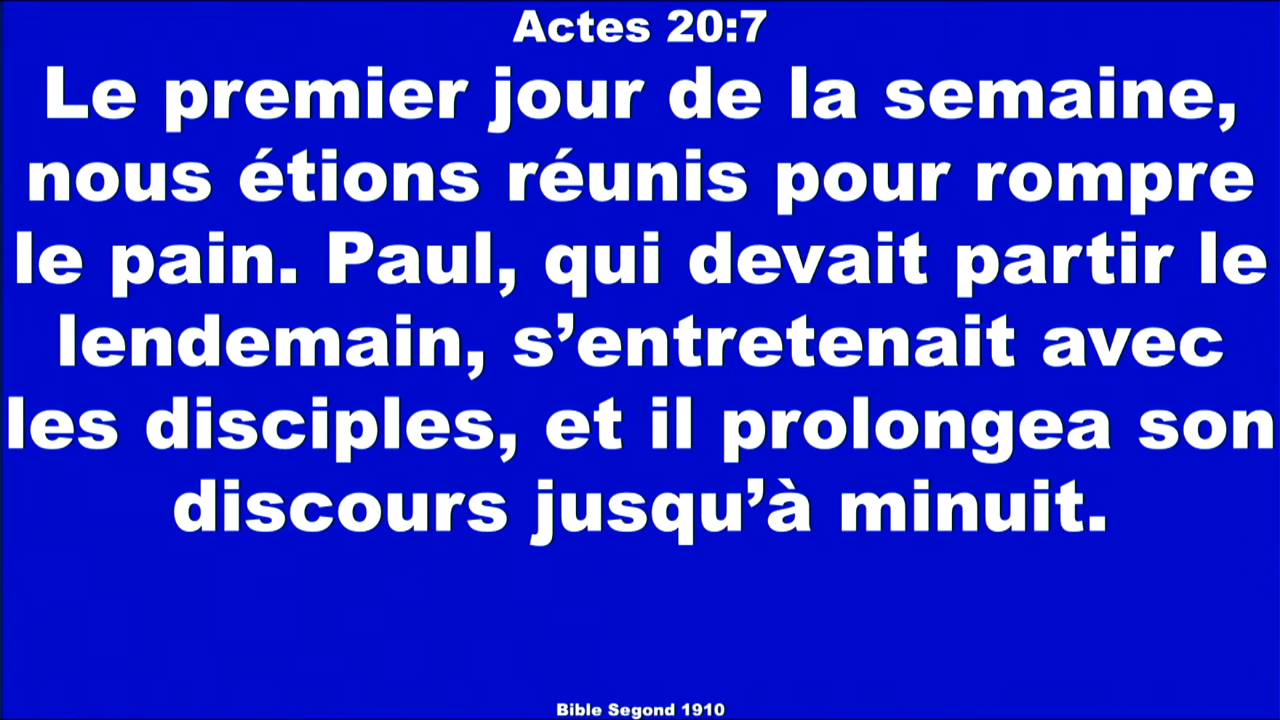 Actes 20:7
Le premier jour de la semaine,
nous étions réunis pour rompre
le pain. Paul, qui devait partir le
lendemain, s’entretenait avec
les disciples, et il prolongea son
discours jusqu’à minuit.
Bible Segond 1910